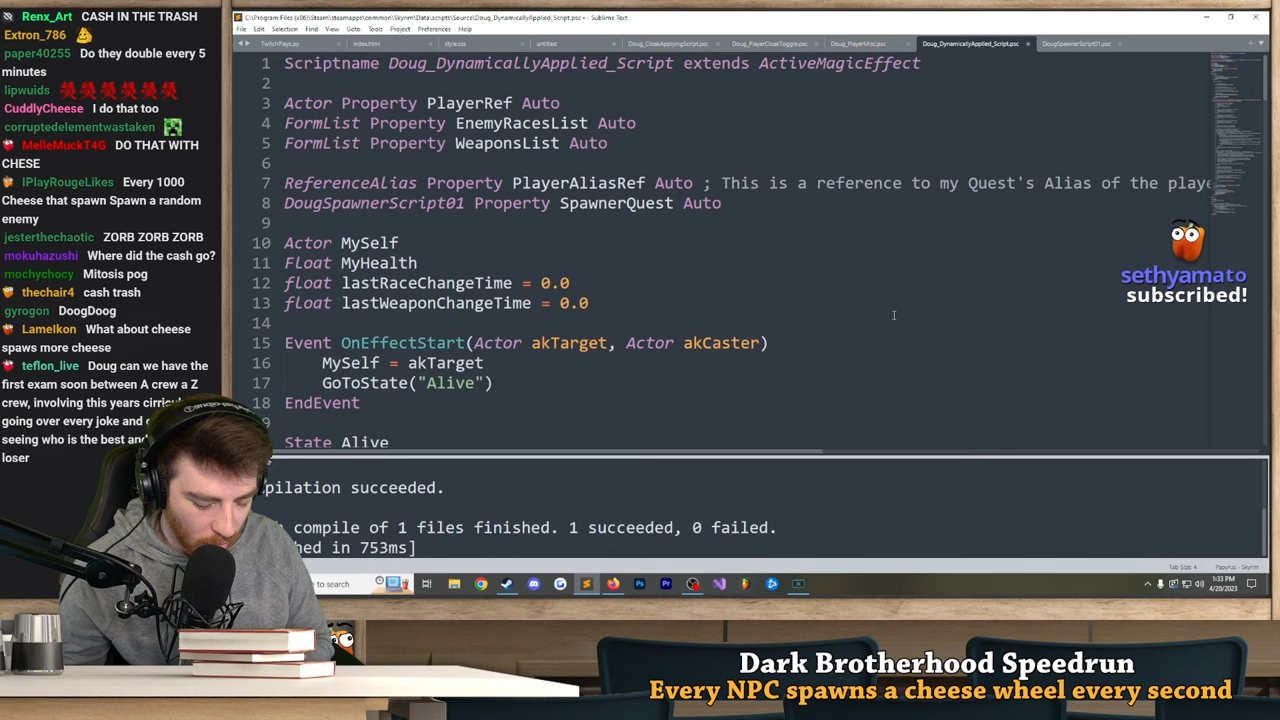 Renx_Art CASH IN THE TRASH
Extron_786
paper40255 Do they double every 5
minutes
lipwuids
CuddlyCheese I do that too
corruptedelementwastaken
MelleMuckT4G DO THAT WITH
CHESE
IPlayRougeLikes Every 1000
Cheese that spawn Spawn a random
enemy
jesterthechaotic ZORB ZORB ZORB
mokuhazushi Where did the cash go?
mochychocy Mitosis pog
thechair4 cash trash
gyrogon DoogDoog
LameIkon What about cheese
spaws more cheese
teflon_live Doug can we have the
first exam soon between A crew a Z
crew, involving this years cirricu
going over every joke and
seeing who is the best and
loser
C:\Program Files (x86)\Steam\steamapps\common\Skyrim\Data\scripts\Source\Doug_DynamicallyApplied_Script.psc • - Sublime Text
File Edit Selection Find View Goto Tools Project Preferences Help
TwitchPlays.py index.html style.css untitled Doug_CloakApplyingScript.psc Doug_PlayerCloakToggle.psc Doug_PlayerMisc.psc Doug_DynamicallyApplied_Script.psc DougSpawnerScript01.psc
1 Scriptname Doug_DynamicallyApplied_Script extends ActiveMagicEffect
2
3 Actor Property PlayerRef Auto
4 FormList Property EnemyRacesList Auto
5 FormList Property WeaponsList Auto
6
7 ReferenceAlias Property PlayerAliasRef Auto ; This is a reference to my Quest's Alias of the playe
8 DougSpawnerScript01 Property SpawnerQuest Auto
9
10 Actor MySelf
11 Float MyHealth
12 float lastRaceChangeTime = 0.0
13 float lastWeaponChangeTime = 0.0
14
15 Event OnEffectStart(Actor akTarget, Actor akCaster)
16 MySelf = akTarget
17 GoToState("Alive")
18 EndEvent
State Alive
sethyamato
subscribed!
pilation succeeded.
compile of 1 files finished. 1 succeeded, 0 failed.
hed in 753ms]
Tab Size: 4 Papyrus - Skyrim
to search
1:33 PM
4/20/2023
Dark Brotherhood Speedrun
Every NPC spawns a cheese wheel every second